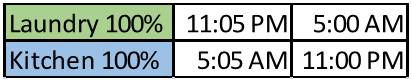 Laundry 100% 11:05 PM 5:00 AM
Kitchen 100% 5:05 AM 11:00 PM